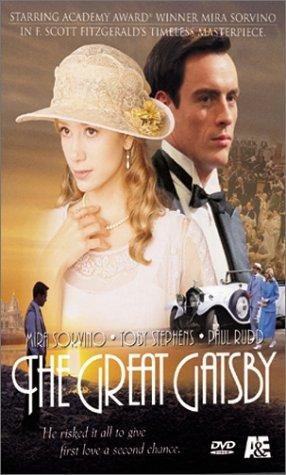 STARRING ACADEMY AWARD® WINNER MIRA SORVINO
IN F. SCOTT FITZGERALD'S TIMELESS MASTERPIECE.
MIRA SORVINO • TOBY STEPHENS • PAUL RUDD
THE GREAT GATSBY
He risked it all to give
first love a second chance.
DVD
VIDEO
A&E